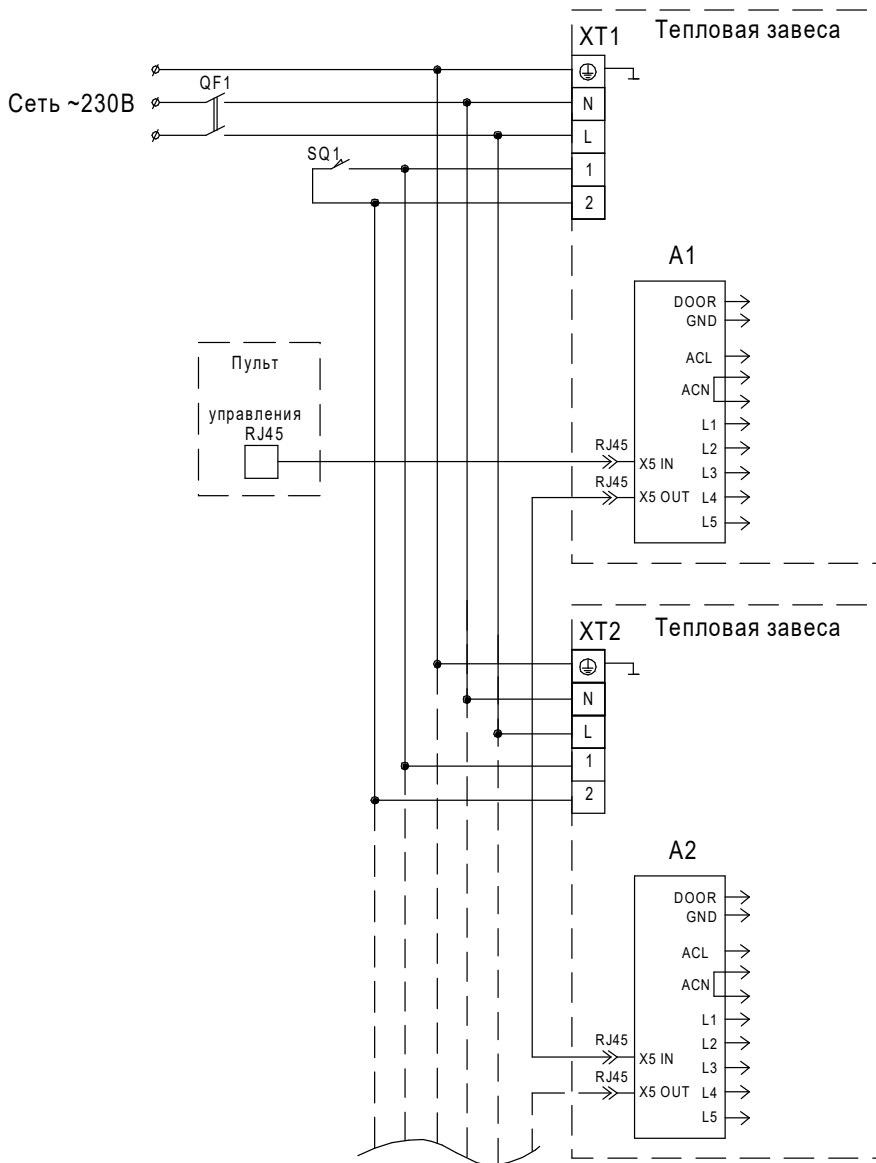 XT1
Тепловая завеса
QF1
Сеть ~230В
N
L
SQ1
1
2
A1
DOOR
GND
ACL
ACN
L1
L2
L3
L4
L5
Пульт
управления
RJ45
RJ45
X5 IN
RJ45
X5 OUT
XT2
Тепловая завеса
N
L
1
2
A2
DOOR
GND
ACL
ACN
L1
L2
L3
L4
L5
RJ45
X5 IN
RJ45
X5 OUT